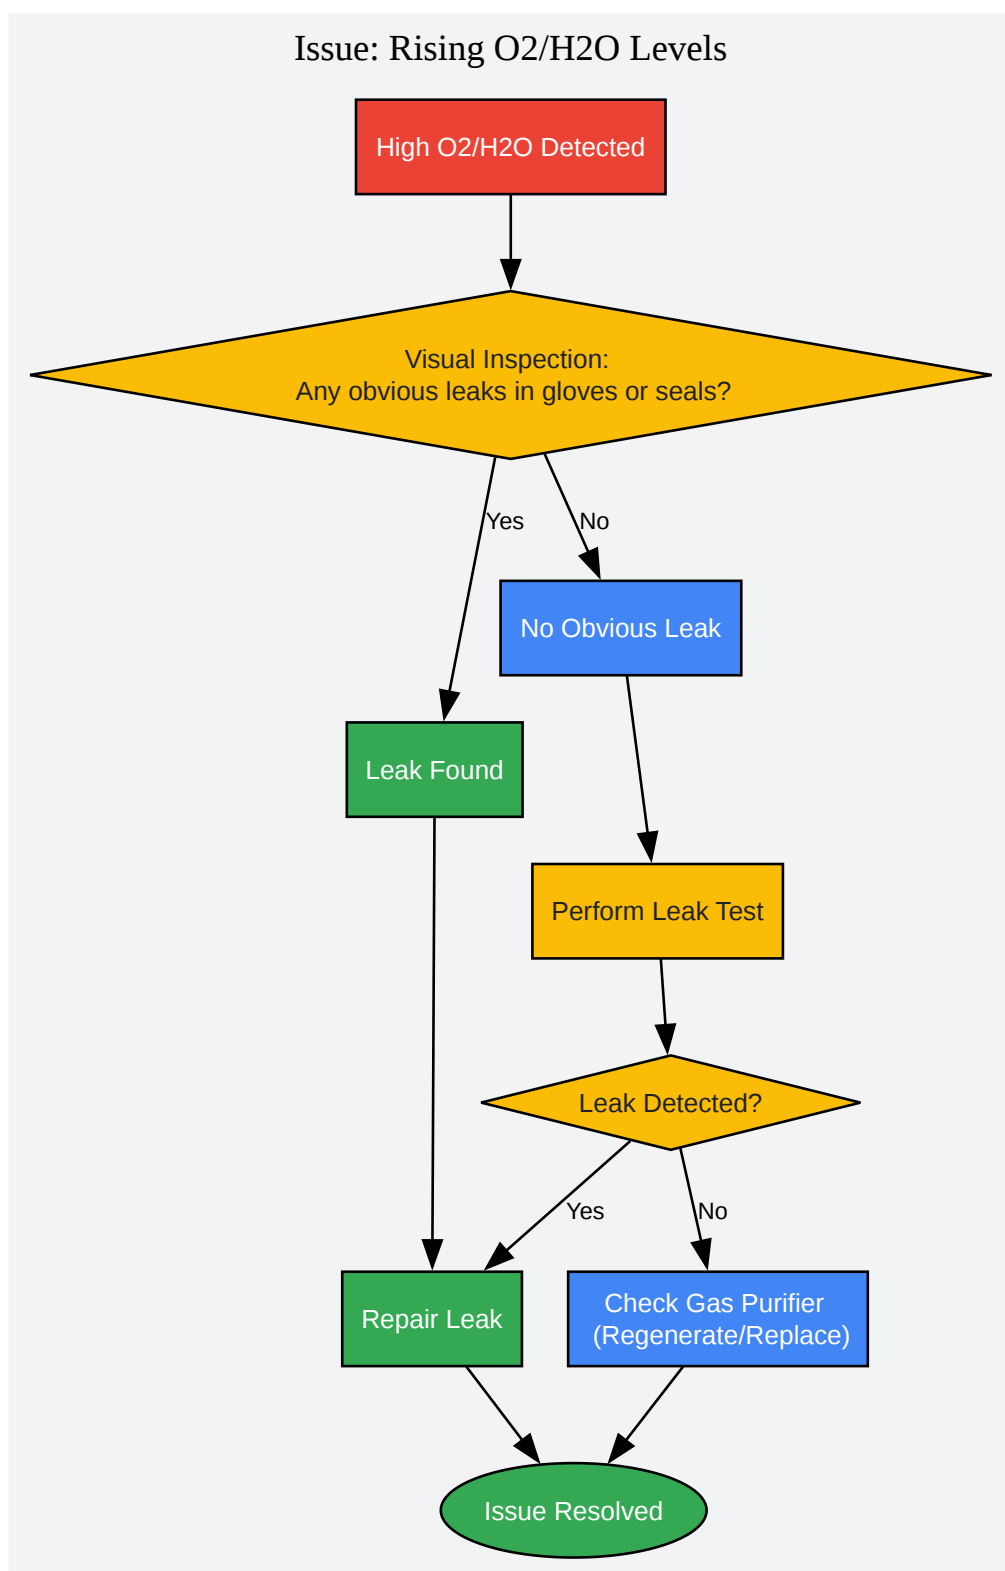 Issue: Rising O2/H2O Levels
High O2/H2O Detected
Visual Inspection:
Any obvious leaks in gloves or seals?
Yes
No
No Obvious Leak
Leak Found
Perform Leak Test
Leak Detected?
Yes
No
Repair Leak
Check Gas Purifier
(Regenerate/Replace)
Issue Resolved